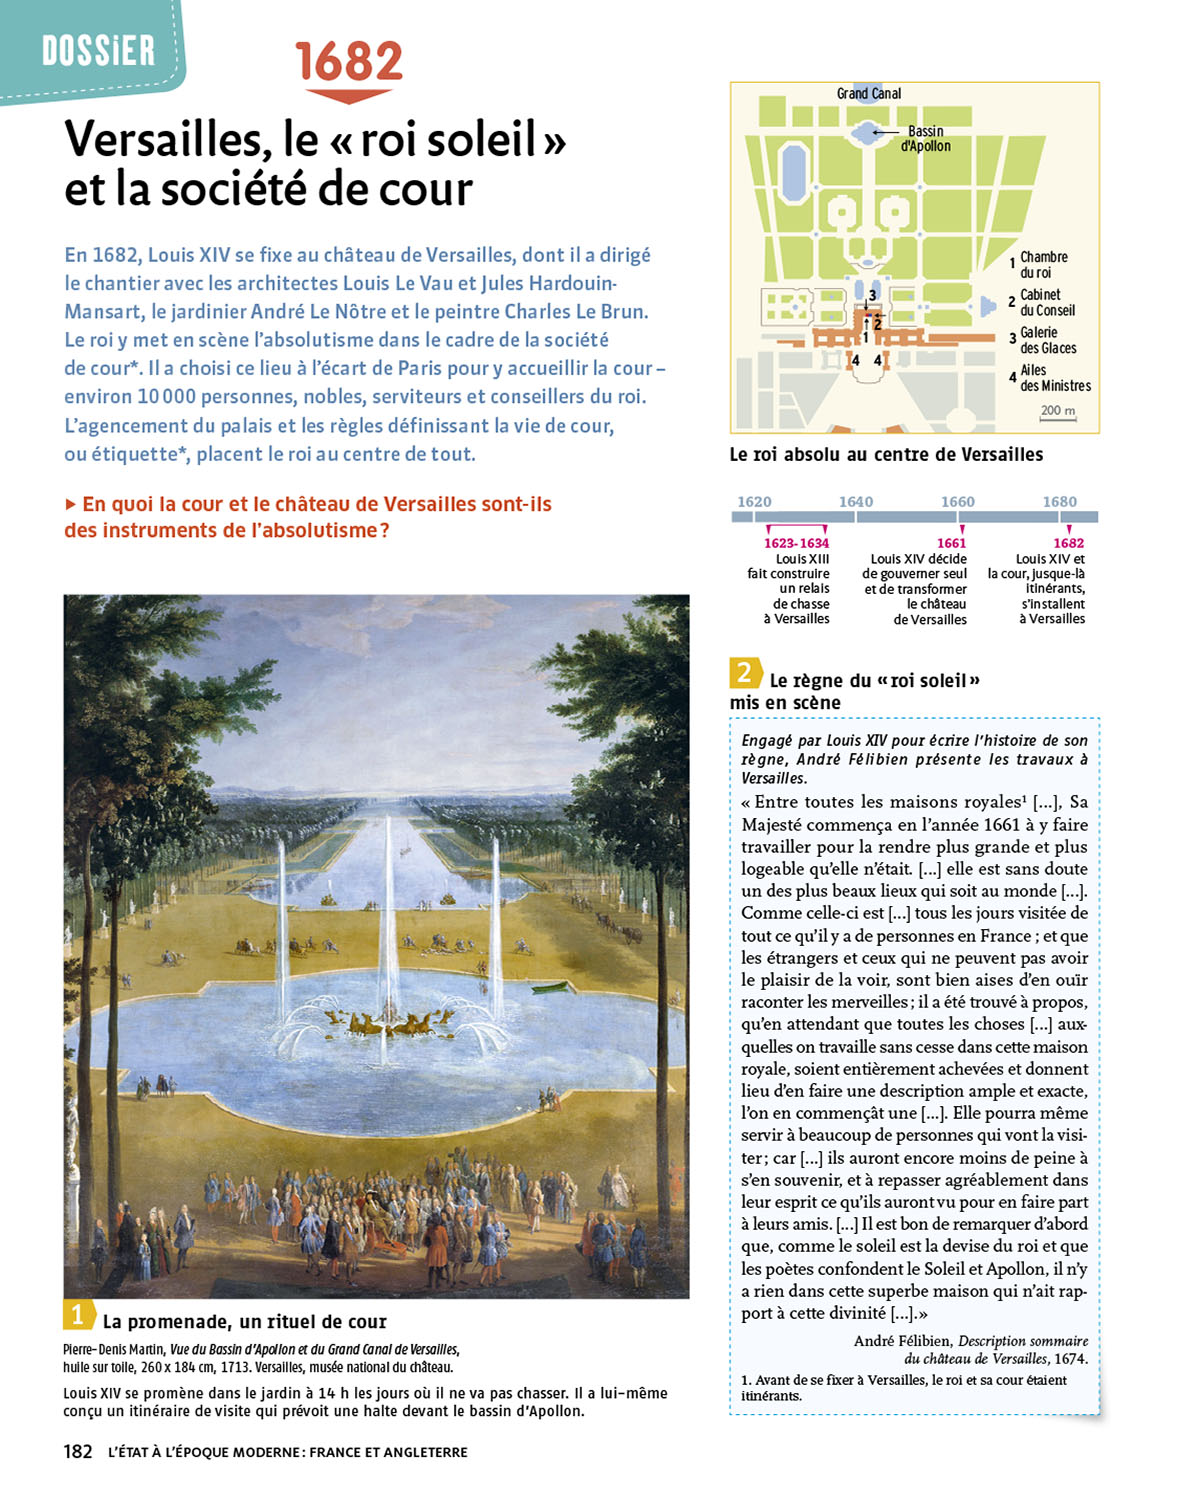 DOSSiER
1682
Versailles, le « roi soleil »
et la société de cour
En 1682, Louis XIV se fixe au château de Versailles, dont il a dirigé
le chantier avec les architectes Louis Le Vau et Jules Hardouin-
Mansart, le jardinier André Le Nôtre et le peintre Charles Le Brun.
Le roi y met en scène l'absolutisme dans le cadre de la société
de cour*. Il a choisi ce lieu à l'écart de Paris pour y accueillir la cour –
environ 10 000 personnes, nobles, serviteurs et conseillers du roi.
L'agencement du palais et les règles définissant la vie de cour,
ou étiquette*, placent le roi au centre de tout.
▶ En quoi la cour et le château de Versailles sont-ils
des instruments de l'absolutisme ?
1 La promenade, un rituel de cour
Pierre-Denis Martin, Vue du Bassin d'Apollon et du Grand Canal de Versailles,
huile sur toile, 260 x 184 cm, 1713. Versailles, musée national du château.
Louis XIV se promène dans le jardin à 14 h les jours où il ne va pas chasser. Il a lui-même
conçu un itinéraire de visite qui prévoit une halte devant le bassin d'Apollon.
Grand Canal
Bassin
d'Apollon
3
2
1
4 4
1 Chambre
du roi
2 Cabinet
du Conseil
3 Galerie
des Glaces
4 Ailes
des Ministres
200 m
Le roi absolu au centre de Versailles
1620 1640 1660 1680
1623-1634
Louis XIII
fait construire
un relais
de chasse
à Versailles
1661
Louis XIV décide
de gouverner seul
et de transformer
le château
de Versailles
1682
Louis XIV et
la cour, jusque-là
itinérants,
s'installent
à Versailles
2 Le règne du « roi soleil »
mis en scène
Engagé par Louis XIV pour écrire l'histoire de son
règne, André Félibien présente les travaux à
Versailles.
« Entre toutes les maisons royales¹ [...], Sa
Majesté commença en l'année 1661 à y faire
travailler pour la rendre plus grande et plus
logeable qu'elle n'était. [...] elle est sans doute
un des plus beaux lieux qui soit au monde [...].
Comme celle-ci est [...] tous les jours visitée de
tout ce qu'il y a de personnes en France ; et que
les étrangers et ceux qui ne peuvent pas avoir
le plaisir de la voir, sont bien aises d'en ouïr
raconter les merveilles ; il a été trouvé à propos,
qu'en attendant que toutes les choses [...] aux-
quelles on travaille sans cesse dans cette maison
royale, soient entièrement achevées et donnent
lieu d'en faire une description ample et exacte,
l'on en commençât une [...]. Elle pourra même
servir à beaucoup de personnes qui vont la visi-
ter ; car [...] ils auront encore moins de peine à
s'en souvenir, et à repasser agréablement dans
leur esprit ce qu'ils auront vu pour en faire part
à leurs amis. [...] Il est bon de remarquer d'abord
que, comme le soleil est la devise du roi et que
les poètes confondent le Soleil et Apollon, il n'y
a rien dans cette superbe maison qui n'ait rap-
port à cette divinité [...]. »
André Félibien, Description sommaire
du château de Versailles, 1674.
1. Avant de se fixer à Versailles, le roi et sa cour étaient
itinérants.
182 L'ÉTAT À L'ÉPOQUE MODERNE : FRANCE ET ANGLETERRE